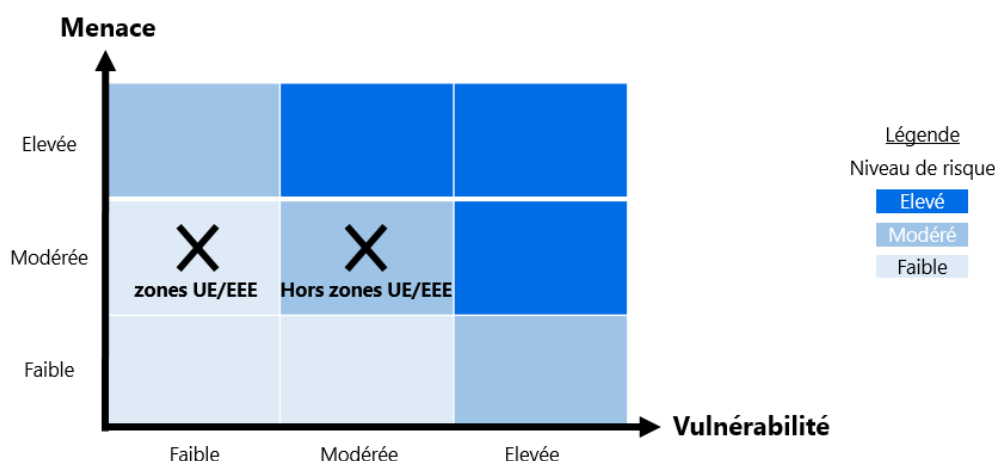 Menace
Elevée
Modérée
Faible
zones UE/EEE
Hors zones UE/EEE
Faible
Modérée
Elevée
Vulnérabilité
Légende
Niveau de risque
Elevé
Modéré
Faible